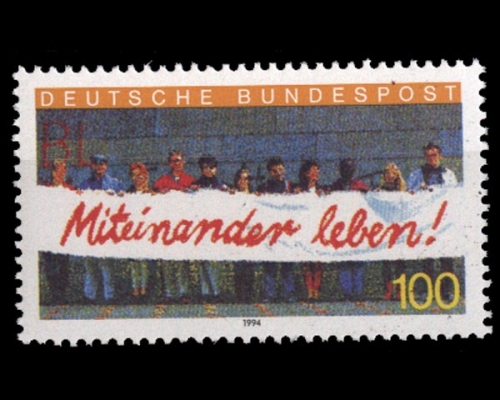 DEUTSCHE BUNDESPOST
Miteinander leben!
100
1994